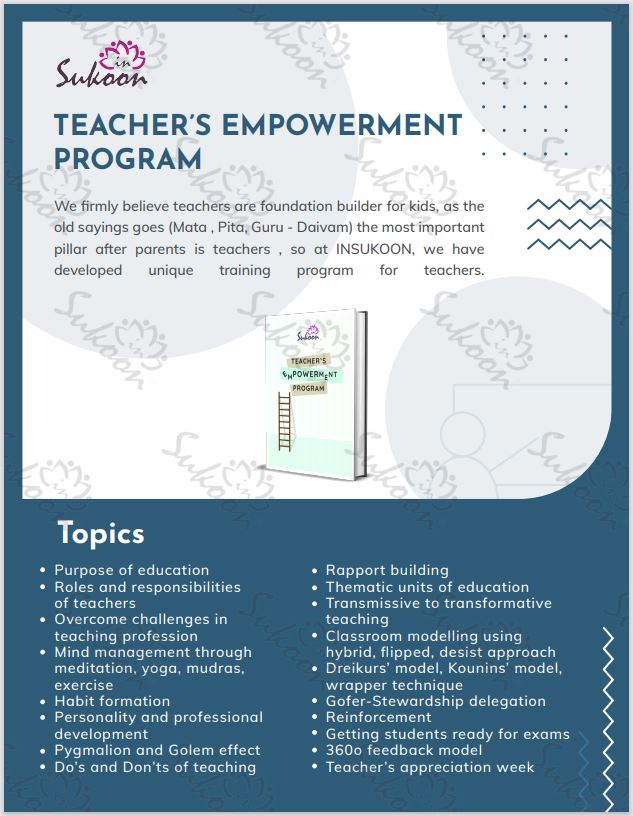 in
Sukoon
TEACHER'S EMPOWERMENT
PROGRAM
We firmly believe teachers are foundation builder for kids, as the
old sayings goes (Mata , Pita, Guru - Daivam) the most important
pillar after parents is teachers , so at INSUKOON, we have
developed unique training program for teachers.
in
Sukoon
TEACHER'S
EMPOWERMENT
PROGRAM
Topics
• Purpose of education
• Roles and responsibilities
of teachers
• Overcome challenges in
teaching profession
• Mind management through
meditation, yoga, mudras,
exercise
• Habit formation
• Personality and professional
development
• Pygmalion and Golem effect
• Do's and Don'ts of teaching
• Rapport building
• Thematic units of education
• Transmissive to transformative
teaching
• Classroom modelling using
hybrid, flipped, desist approach
• Dreikurs' model, Kounins' model,
wrapper technique
• Gofer-Stewardship delegation
• Reinforcement
• Getting students ready for exams
• 360o feedback model
• Teacher's appreciation week